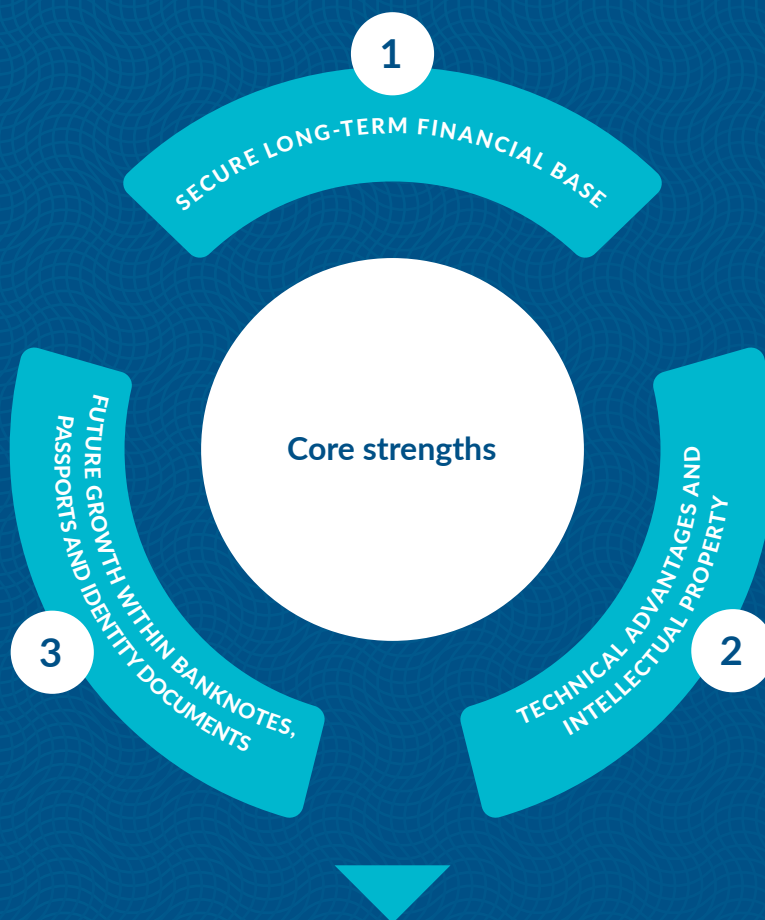 1
SECURE LONG-TERM FINANCIAL BASE
Core strengths
2
TECHNICAL ADVANTAGES AND
INTELLECTUAL PROPERTY
3
FUTURE GROWTH WITHIN BANKNOTES,
PASSPORTS AND IDENTITY DOCUMENTS